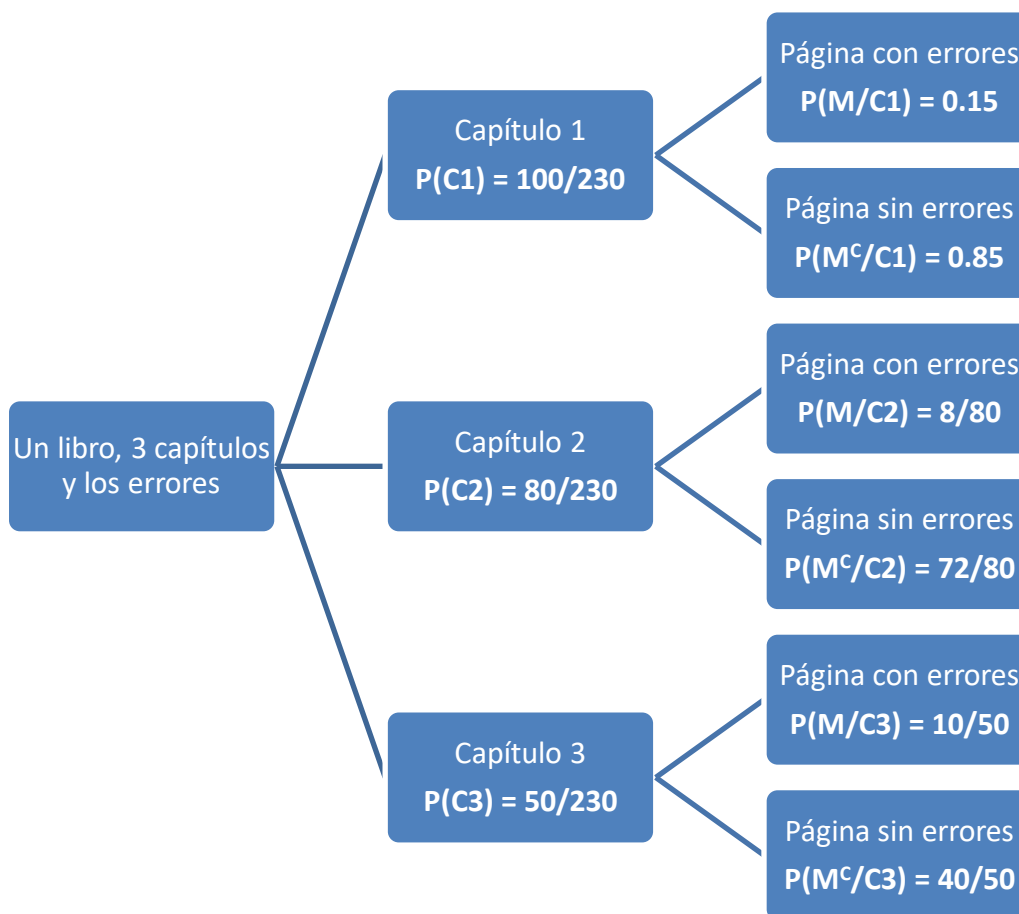 Un libro, 3 capítulos
y los errores
Capítulo 1
P(C1) = 100/230
Página con errores
P(M/C1) = 0.15
Página sin errores
P(Mᶜ/C1) = 0.85
Capítulo 2
P(C2) = 80/230
Página con errores
P(M/C2) = 8/80
Página sin errores
P(Mᶜ/C2) = 72/80
Capítulo 3
P(C3) = 50/230
Página con errores
P(M/C3) = 10/50
Página sin errores
P(Mᶜ/C3) = 40/50